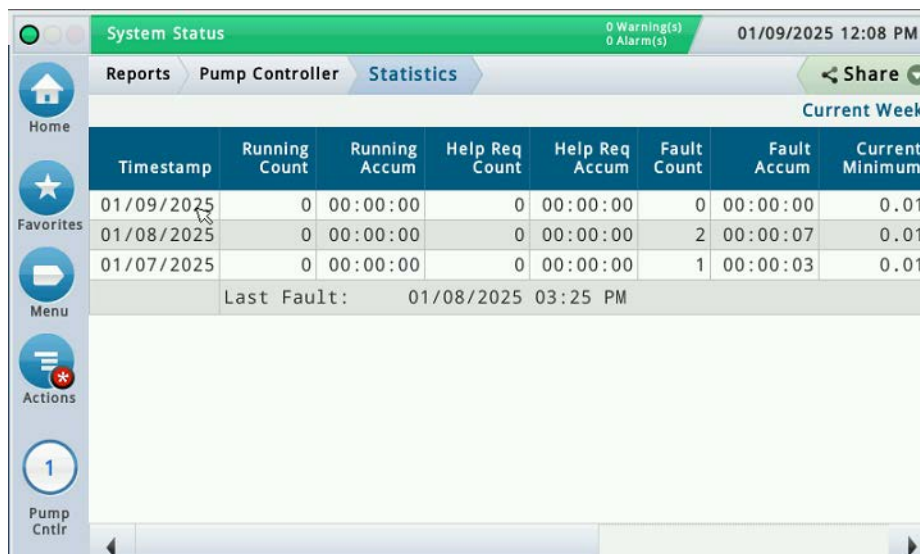 System Status
0 Warning(s)
0 Alarm(s)
01/09/2025 12:08 PM
Reports Pump Controller Statistics Share
Current Week
Home
Timestamp Running Count Running Accum Help Req Count Help Req Accum Fault Count Fault Accum Current Minimum
01/09/2025 0 00:00:00 0 00:00:00 0 00:00:00 0.01
Favorites
01/08/2025 0 00:00:00 0 00:00:00 2 00:00:07 0.01
01/07/2025 0 00:00:00 0 00:00:00 1 00:00:03 0.01
Last Fault: 01/08/2025 03:25 PM
Menu
Actions
1
Pump
Cntlr